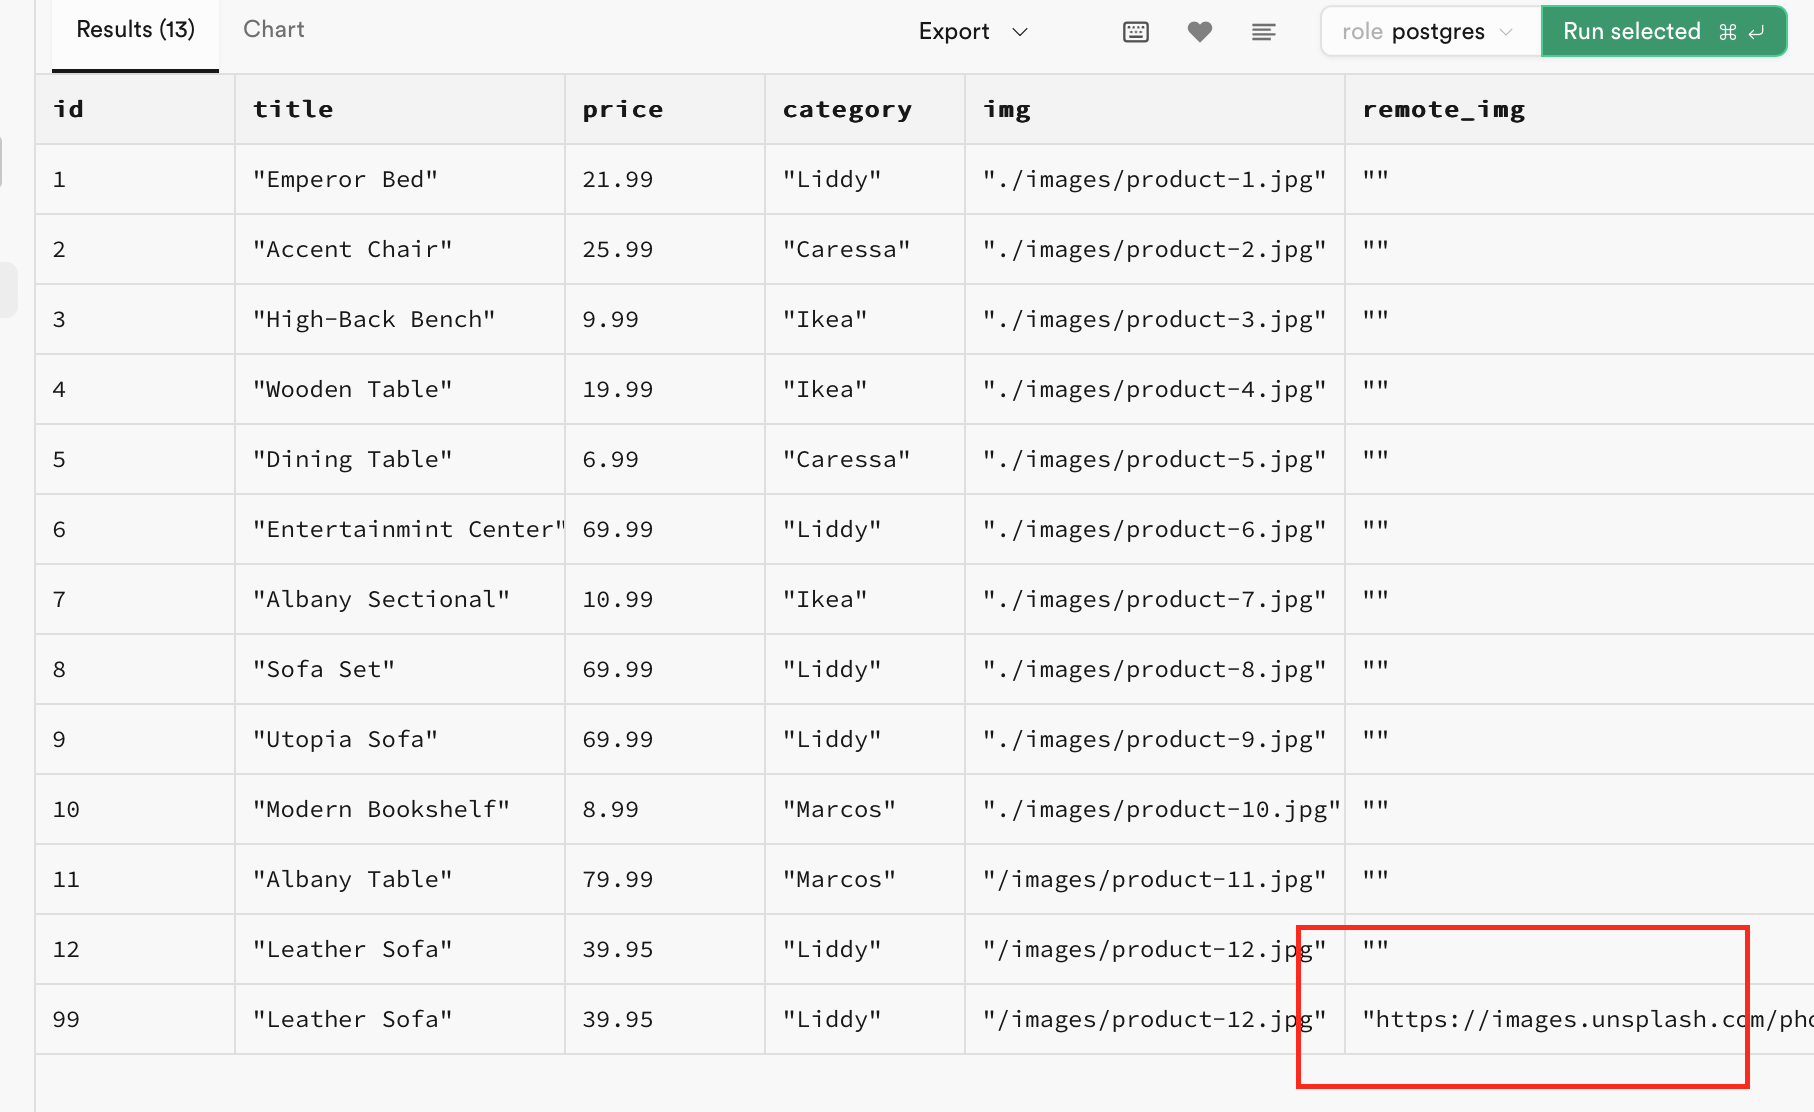 Results (13) Chart Export role postgres Run selected ⌘ ↵
id title price category img remote_img
1 "Emperor Bed" 21.99 "Liddy" "./images/product-1.jpg" ""
2 "Accent Chair" 25.99 "Caressa" "./images/product-2.jpg" ""
3 "High-Back Bench" 9.99 "Ikea" "./images/product-3.jpg" ""
4 "Wooden Table" 19.99 "Ikea" "./images/product-4.jpg" ""
5 "Dining Table" 6.99 "Caressa" "./images/product-5.jpg" ""
6 "Entertainmint Center" 69.99 "Liddy" "./images/product-6.jpg" ""
7 "Albany Sectional" 10.99 "Ikea" "./images/product-7.jpg" ""
8 "Sofa Set" 69.99 "Liddy" "./images/product-8.jpg" ""
9 "Utopia Sofa" 69.99 "Liddy" "./images/product-9.jpg" ""
10 "Modern Bookshelf" 8.99 "Marcos" "./images/product-10.jpg" ""
11 "Albany Table" 79.99 "Marcos" "/images/product-11.jpg" ""
12 "Leather Sofa" 39.95 "Liddy" "/images/product-12.jpg" ""
99 "Leather Sofa" 39.95 "Liddy" "/images/product-12.jpg" "https://images.unsplash.com/pho